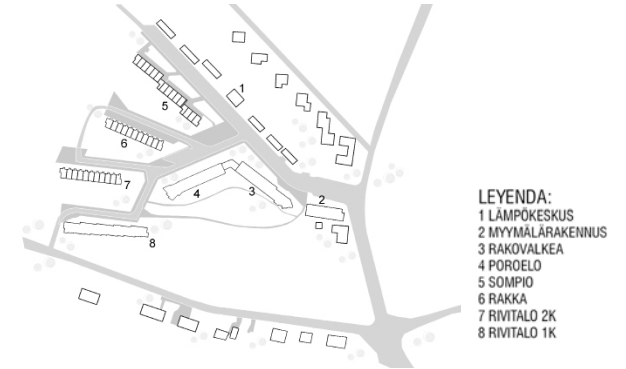 1
5
6
7
4
3
2
8
LEYENDA:
1 LÄMPÖKESKUS
2 MYYMÄLÄRAKENNUS
3 RAKOVALKEA
4 POROELO
5 SOMPIO
6 RAKKA
7 RIVITALO 2K
8 RIVITALO 1K